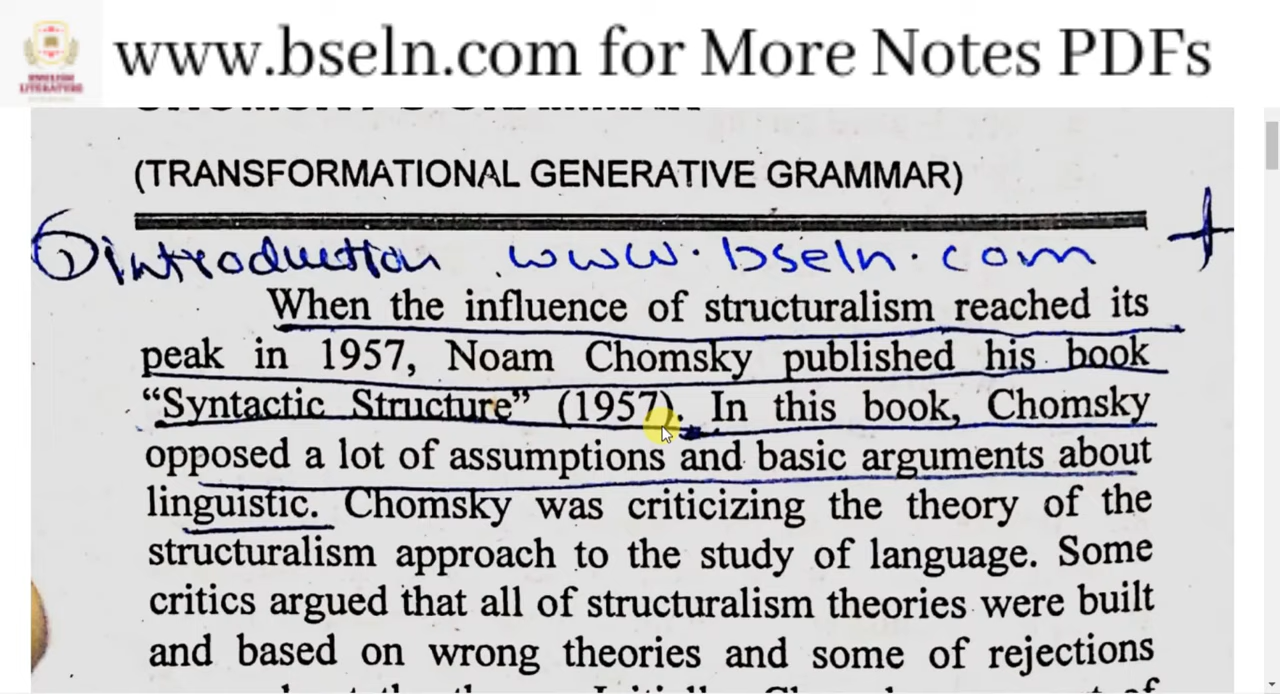 www.bseln.com for More Notes PDFs
ENGLISH
LITERATURE
(TRANSFORMATIONAL GENERATIVE GRAMMAR)
introduction www.bseln.com
When the influence of structuralism reached its
peak in 1957, Noam Chomsky published his book
“Syntactic Structure” (1957). In this book, Chomsky
opposed a lot of assumptions and basic arguments about
linguistic. Chomsky was criticizing the theory of the
structuralism approach to the study of language. Some
critics argued that all of structuralism theories were built
and based on wrong theories and some of rejections